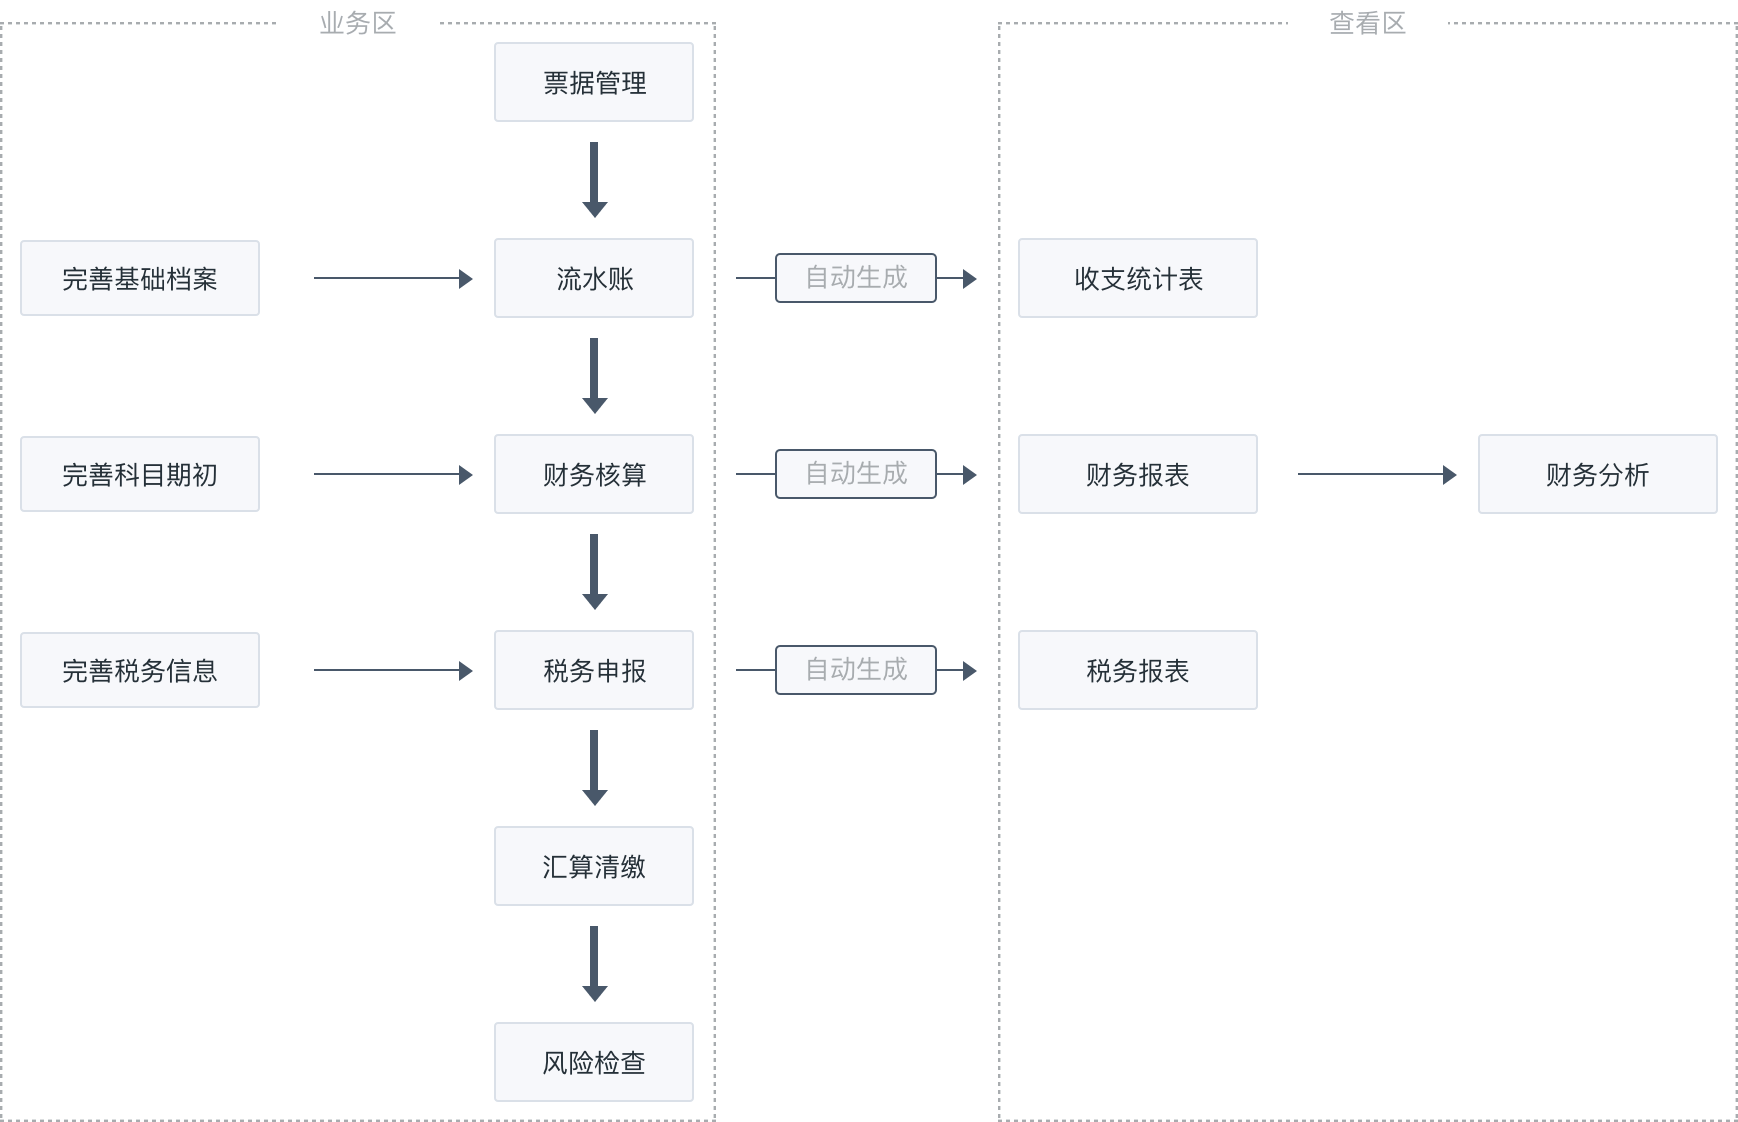 业务区
查看区
票据管理
完善基础档案
流水账
自动生成
收支统计表
完善科目期初
财务核算
自动生成
财务报表
财务分析
完善税务信息
税务申报
自动生成
税务报表
汇算清缴
风险检查